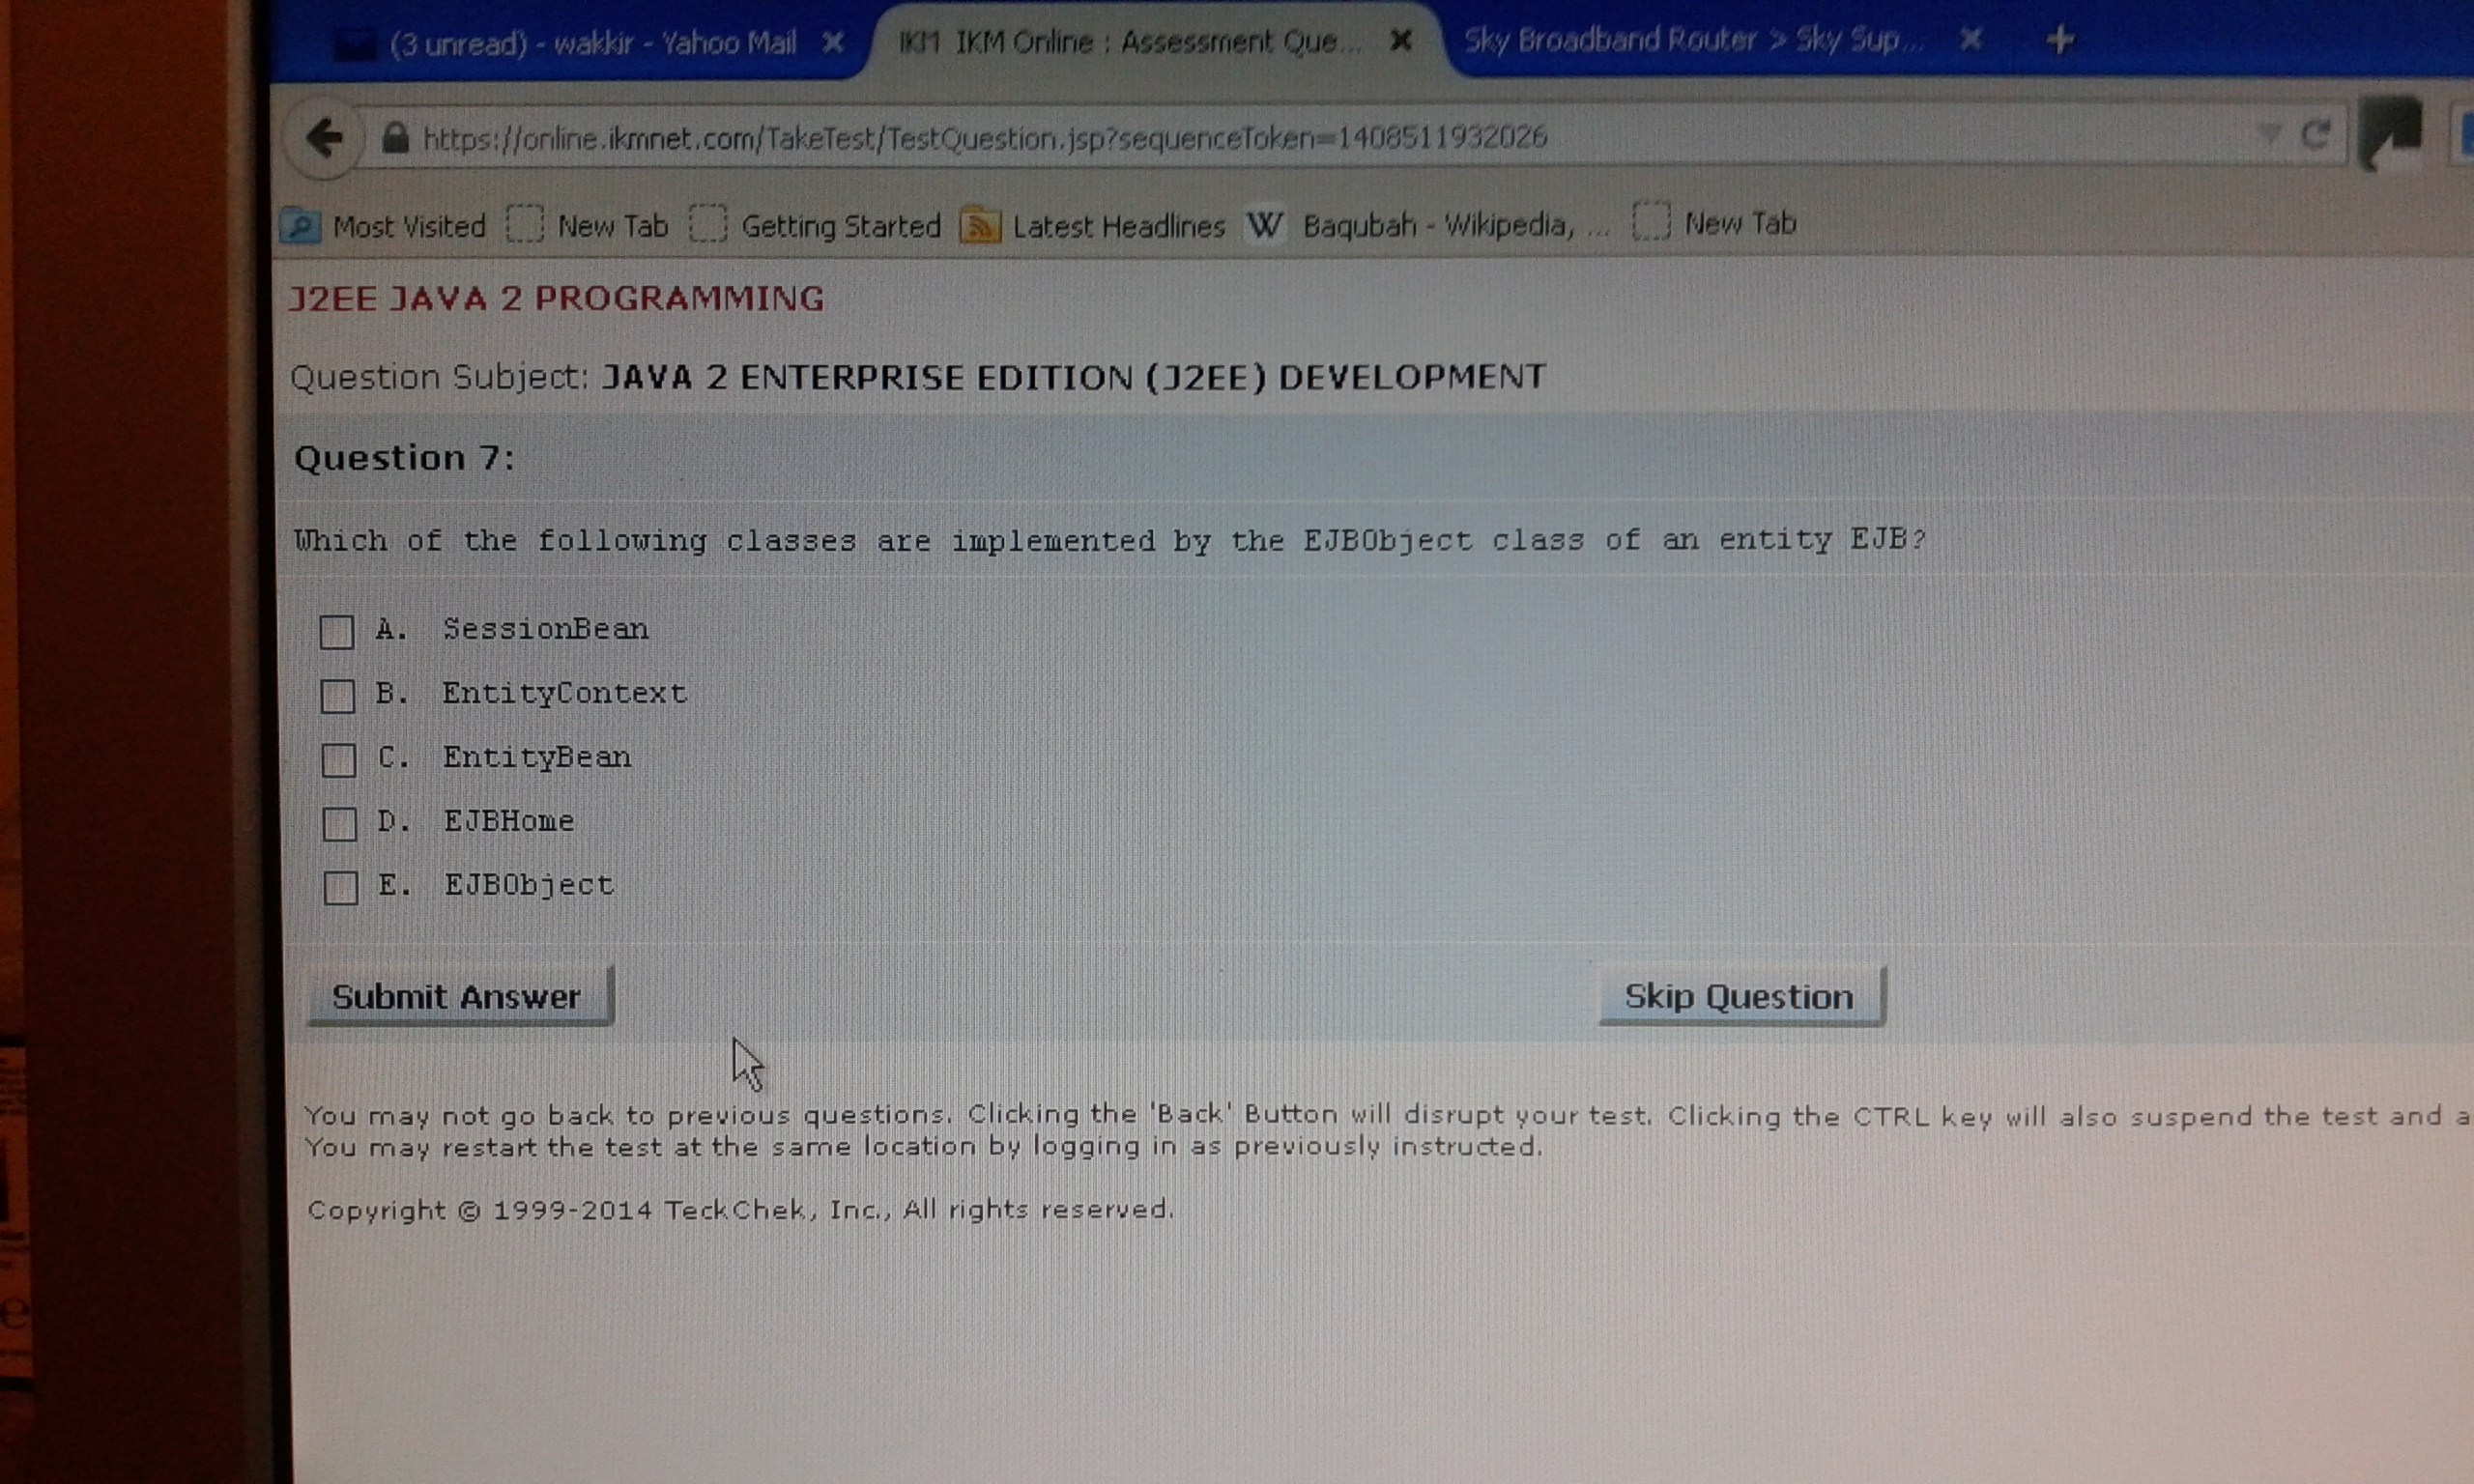 (3 unread) - wakkir - Yahoo Mail
IKM IKM Online : Assessment Que...
Sky Broadband Router > Sky Sup...
https://online.ikmnet.com/TakeTest/TestQuestion.jsp?sequenceToken=1408511932026
Most Visited New Tab Getting Started Latest Headlines W Baqubah - Wikipedia, ... New Tab
J2EE JAVA 2 PROGRAMMING
Question Subject: JAVA 2 ENTERPRISE EDITION (J2EE) DEVELOPMENT
Question 7:
Which of the following classes are implemented by the EJBObject class of an entity EJB?
A. SessionBean
B. EntityContext
C. EntityBean
D. EJBHome
E. EJBObject
Submit Answer Skip Question
You may not go back to previous questions. Clicking the 'Back' Button will disrupt your test. Clicking the CTRL key will also suspend the test and a
You may restart the test at the same location by logging in as previously instructed.
Copyright © 1999-2014 TeckChek, Inc., All rights reserved.